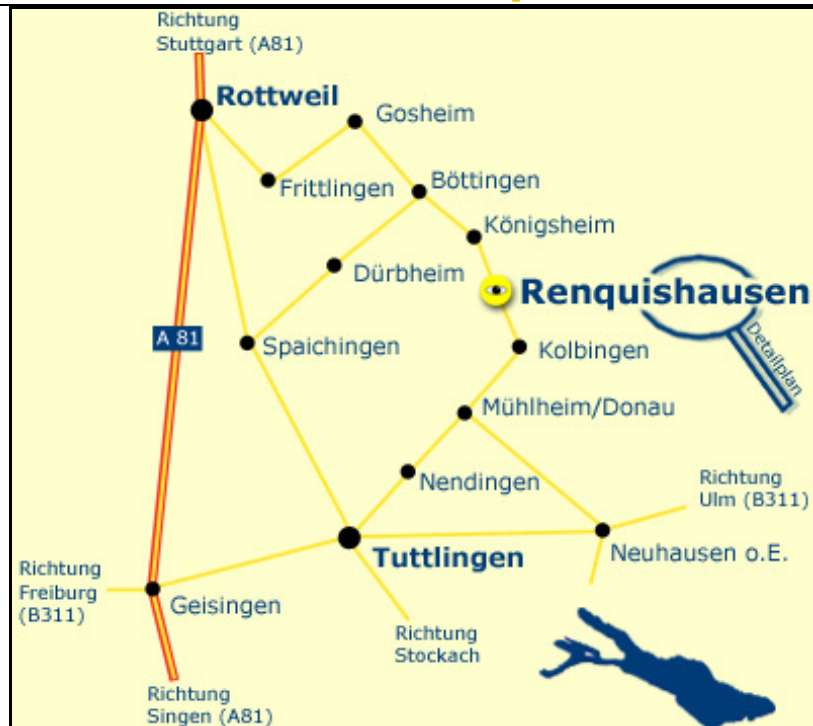 Richtung
Stuttgart (A81)
Rottweil
Gosheim
Frittlingen
Böttingen
Königsheim
Dürbheim
Renquishausen
A 81
Spaichingen
Kolbingen
Detailplan
Mühlheim/Donau
Nendingen
Richtung
Ulm (B311)
Tuttlingen
Neuhausen o.E.
Richtung
Freiburg
(B311)
Geisingen
Richtung
Stockach
Richtung
Singen (A81)